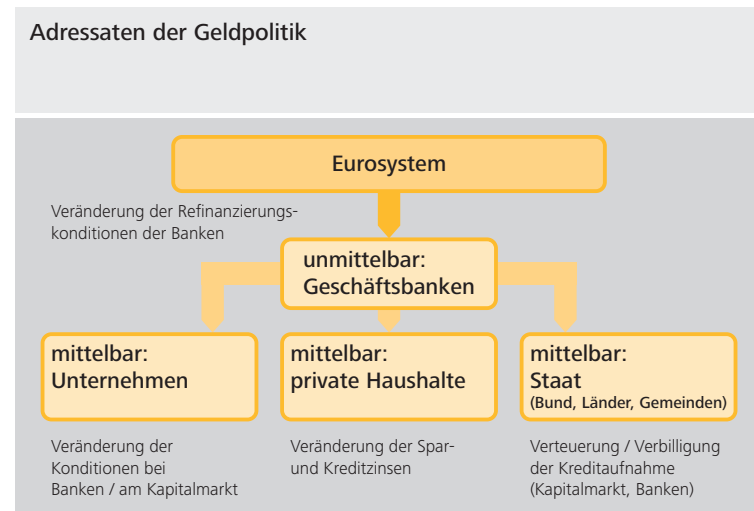 Adressaten der Geldpolitik
Eurosystem
Veränderung der Refinanzierungs-
konditionen der Banken
unmittelbar:
Geschäftsbanken
mittelbar:
Unternehmen
mittelbar:
private Haushalte
mittelbar:
Staat
(Bund, Länder, Gemeinden)
Veränderung der
Konditionen bei
Banken / am Kapitalmarkt
Veränderung der Spar-
und Kreditzinsen
Verteuerung / Verbilligung
der Kreditaufnahme
(Kapitalmarkt, Banken)